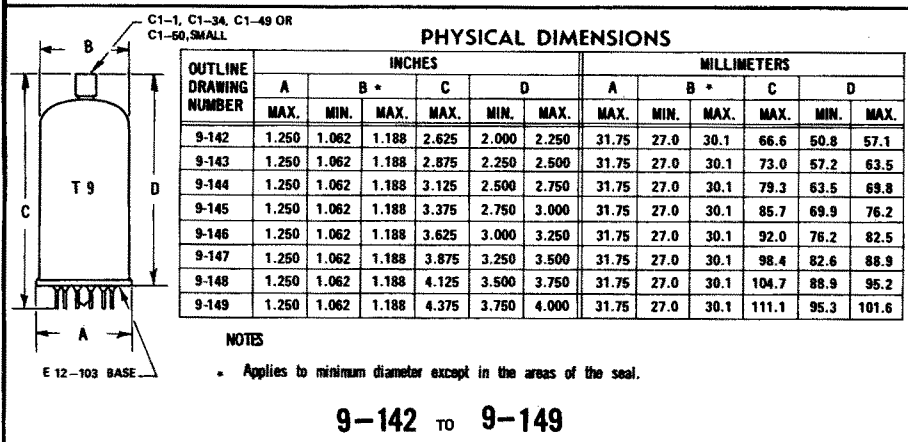 C1-1, C1-34, C1-49 OR
C1-50, SMALL
PHYSICAL DIMENSIONS
B
T 9
C
D
A
E 12-103 BASE
OUTLINE DRAWING NUMBER INCHES MILLIMETERS
A B * C D A B * C D
MAX. MIN. MAX. MAX. MIN. MAX. MAX. MIN. MAX. MAX. MIN. MAX.
9-142 1.250 1.062 1.188 2.625 2.000 2.250 31.75 27.0 30.1 66.6 50.8 57.1
9-143 1.250 1.062 1.188 2.875 2.250 2.500 31.75 27.0 30.1 73.0 57.2 63.5
9-144 1.250 1.062 1.188 3.125 2.500 2.750 31.75 27.0 30.1 79.3 63.5 69.8
9-145 1.250 1.062 1.188 3.375 2.750 3.000 31.75 27.0 30.1 85.7 69.9 76.2
9-146 1.250 1.062 1.188 3.625 3.000 3.250 31.75 27.0 30.1 92.0 76.2 82.5
9-147 1.250 1.062 1.188 3.875 3.250 3.500 31.75 27.0 30.1 98.4 82.6 88.9
9-148 1.250 1.062 1.188 4.125 3.500 3.750 31.75 27.0 30.1 104.7 88.9 95.2
9-149 1.250 1.062 1.188 4.375 3.750 4.000 31.75 27.0 30.1 111.1 95.3 101.6
NOTES
* Applies to minimum diameter except in the areas of the seal.
9-142 TO 9-149